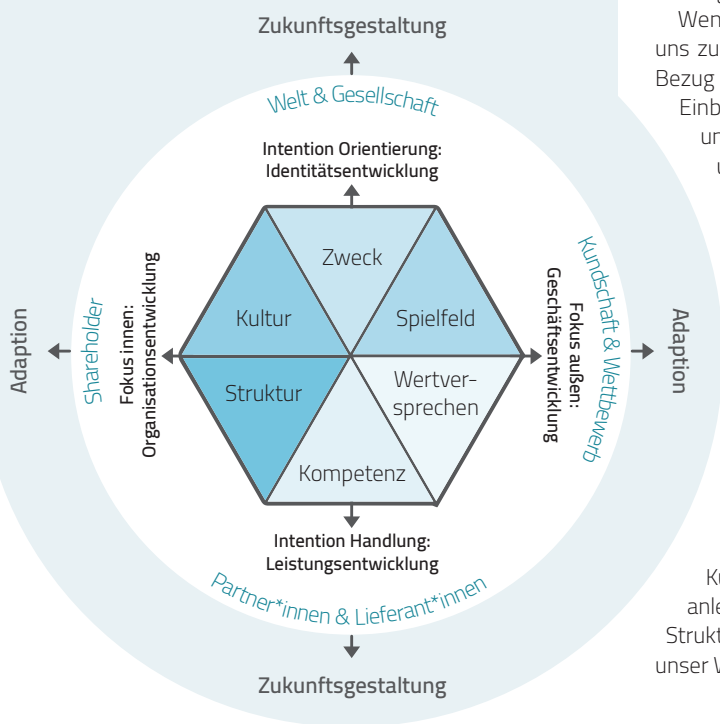 Zukunftsgestaltung
Welt & Gesellschaft
Intention Orientierung:
Identitätsentwicklung
Zweck
Kultur
Spielfeld
Struktur
Wertver-
sprechen
Kompetenz
Adaption
Shareholder
Fokus innen:
Organisationsentwicklung
Fokus außen:
Geschäftsentwicklung
Kundschaft & Wettbewerb
Adaption
Intention Handlung:
Leistungsentwicklung
Partner*innen & Lieferant*innen
Zukunftsgestaltung
Wen
uns zu
Bezug
Einb
un
u
Ku
anle
Strukt
unser W